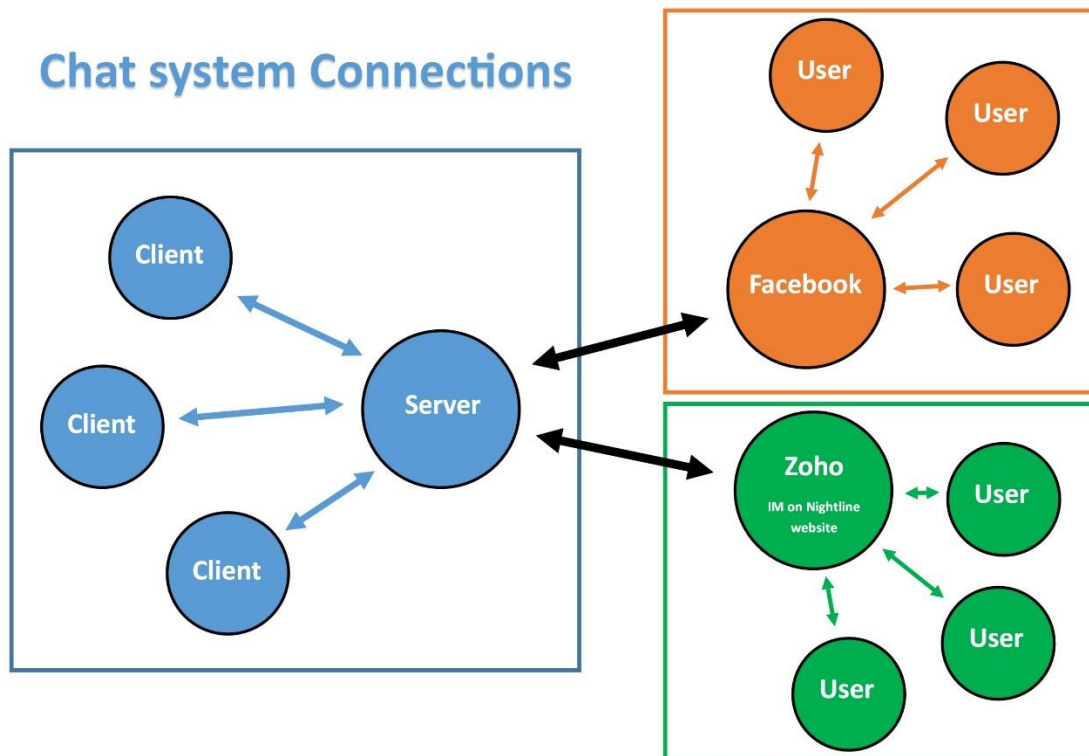 Chat system Connections
Client
Client
Client
Server
User
User
User
Facebook
Zoho
IM on Nightline
website
User
User
User